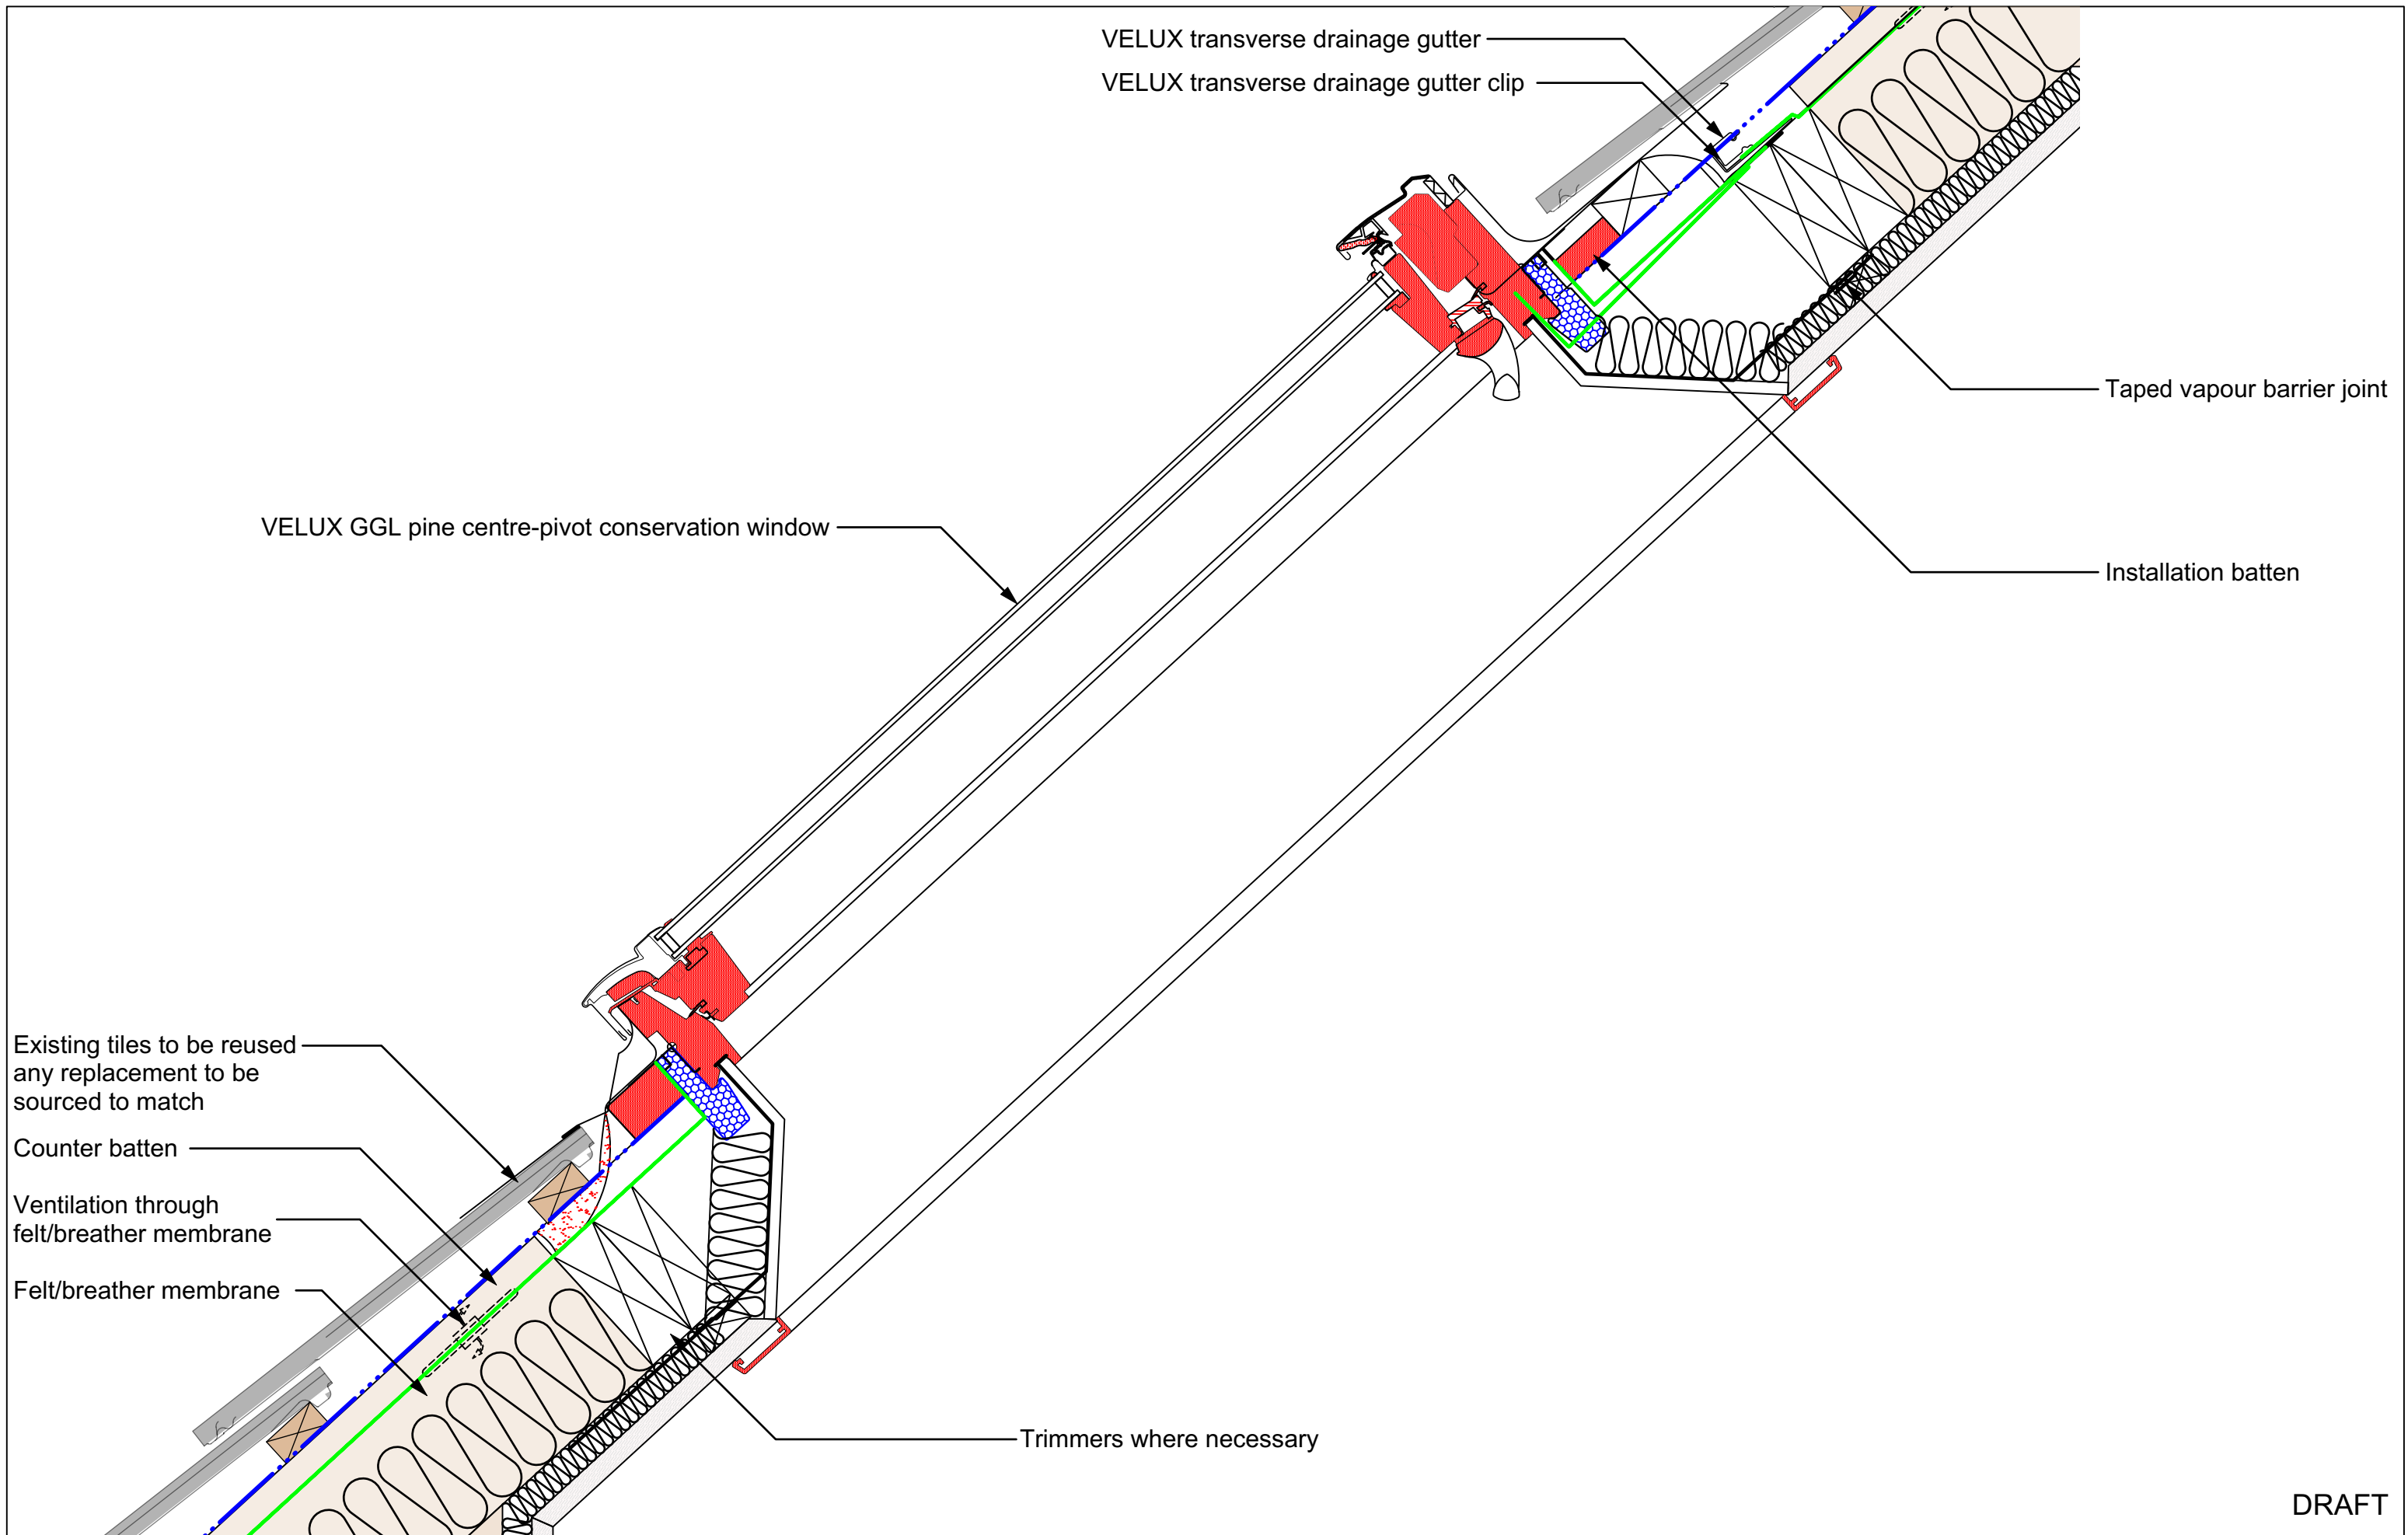 VELUX transverse drainage gutter
VELUX transverse drainage gutter clip
Taped vapour barrier joint
VELUX GGL pine centre-pivot conservation window
Installation batten
Existing tiles to be reused
any replacement to be
sourced to match
Counter batten
Ventilation through
felt/breather membrane
Felt/breather membrane
Trimmers where necessary
DRAFT